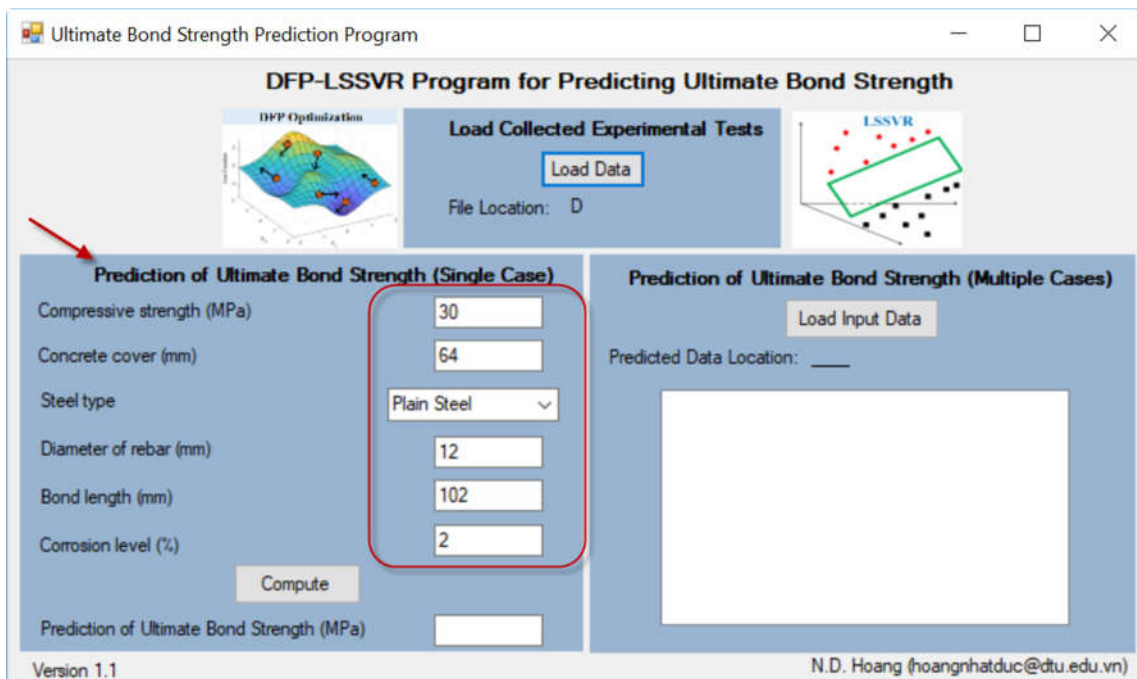 Ultimate Bond Strength Prediction Program
DFP-LSSVR Program for Predicting Ultimate Bond Strength
DFP Optimization
Load Collected Experimental Tests
Load Data
File Location: D
LSSVR
Prediction of Ultimate Bond Strength (Single Case)
Compressive strength (MPa) 30
Concrete cover (mm) 64
Steel type Plain Steel
Diameter of rebar (mm) 12
Bond length (mm) 102
Corrosion level (%) 2
Compute
Prediction of Ultimate Bond Strength (MPa)
Prediction of Ultimate Bond Strength (Multiple Cases)
Load Input Data
Predicted Data Location: ____
Version 1.1
N.D. Hoang (hoangnhatduc@dtu.edu.vn)